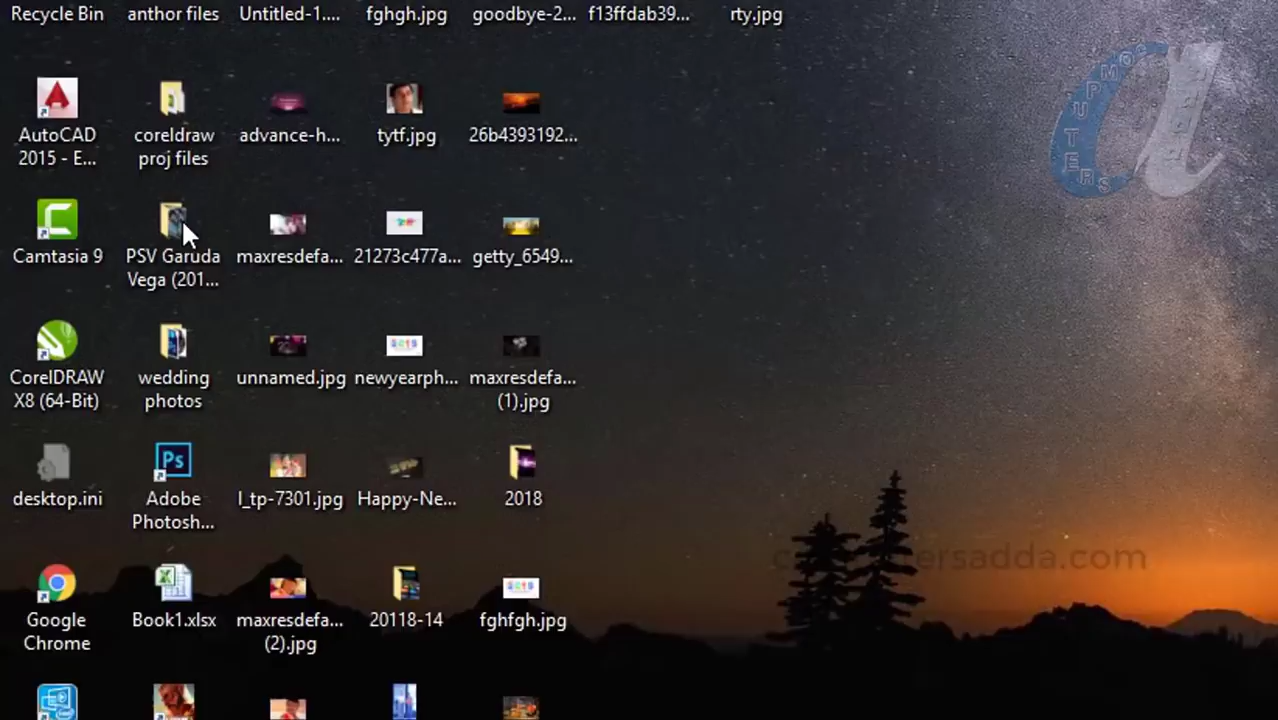 Recycle Bin
anthor files
Untitled-1....
fghgh.jpg
goodbye-2...
f13ffdab39...
rty.jpg
AutoCAD
2015 - E...
coreldraw
proj files
advance-h...
tytf.jpg
26b4393192...
Camtasia 9
PSV Garuda
Vega (201...
maxresdefa...
21273c477a...
getty_6549...
CorelDRAW
X8 (64-Bit)
wedding
photos
unnamed.jpg
newyearph...
maxresdefa...
(1).jpg
desktop.ini
Ps
Adobe
Photosh...
l_tp-7301.jpg
Happy-Ne...
2018
Google
Chrome
Book1.xlsx
maxresdefa...
(2).jpg
20118-14
fghfgh.jpg
COMPUTERS